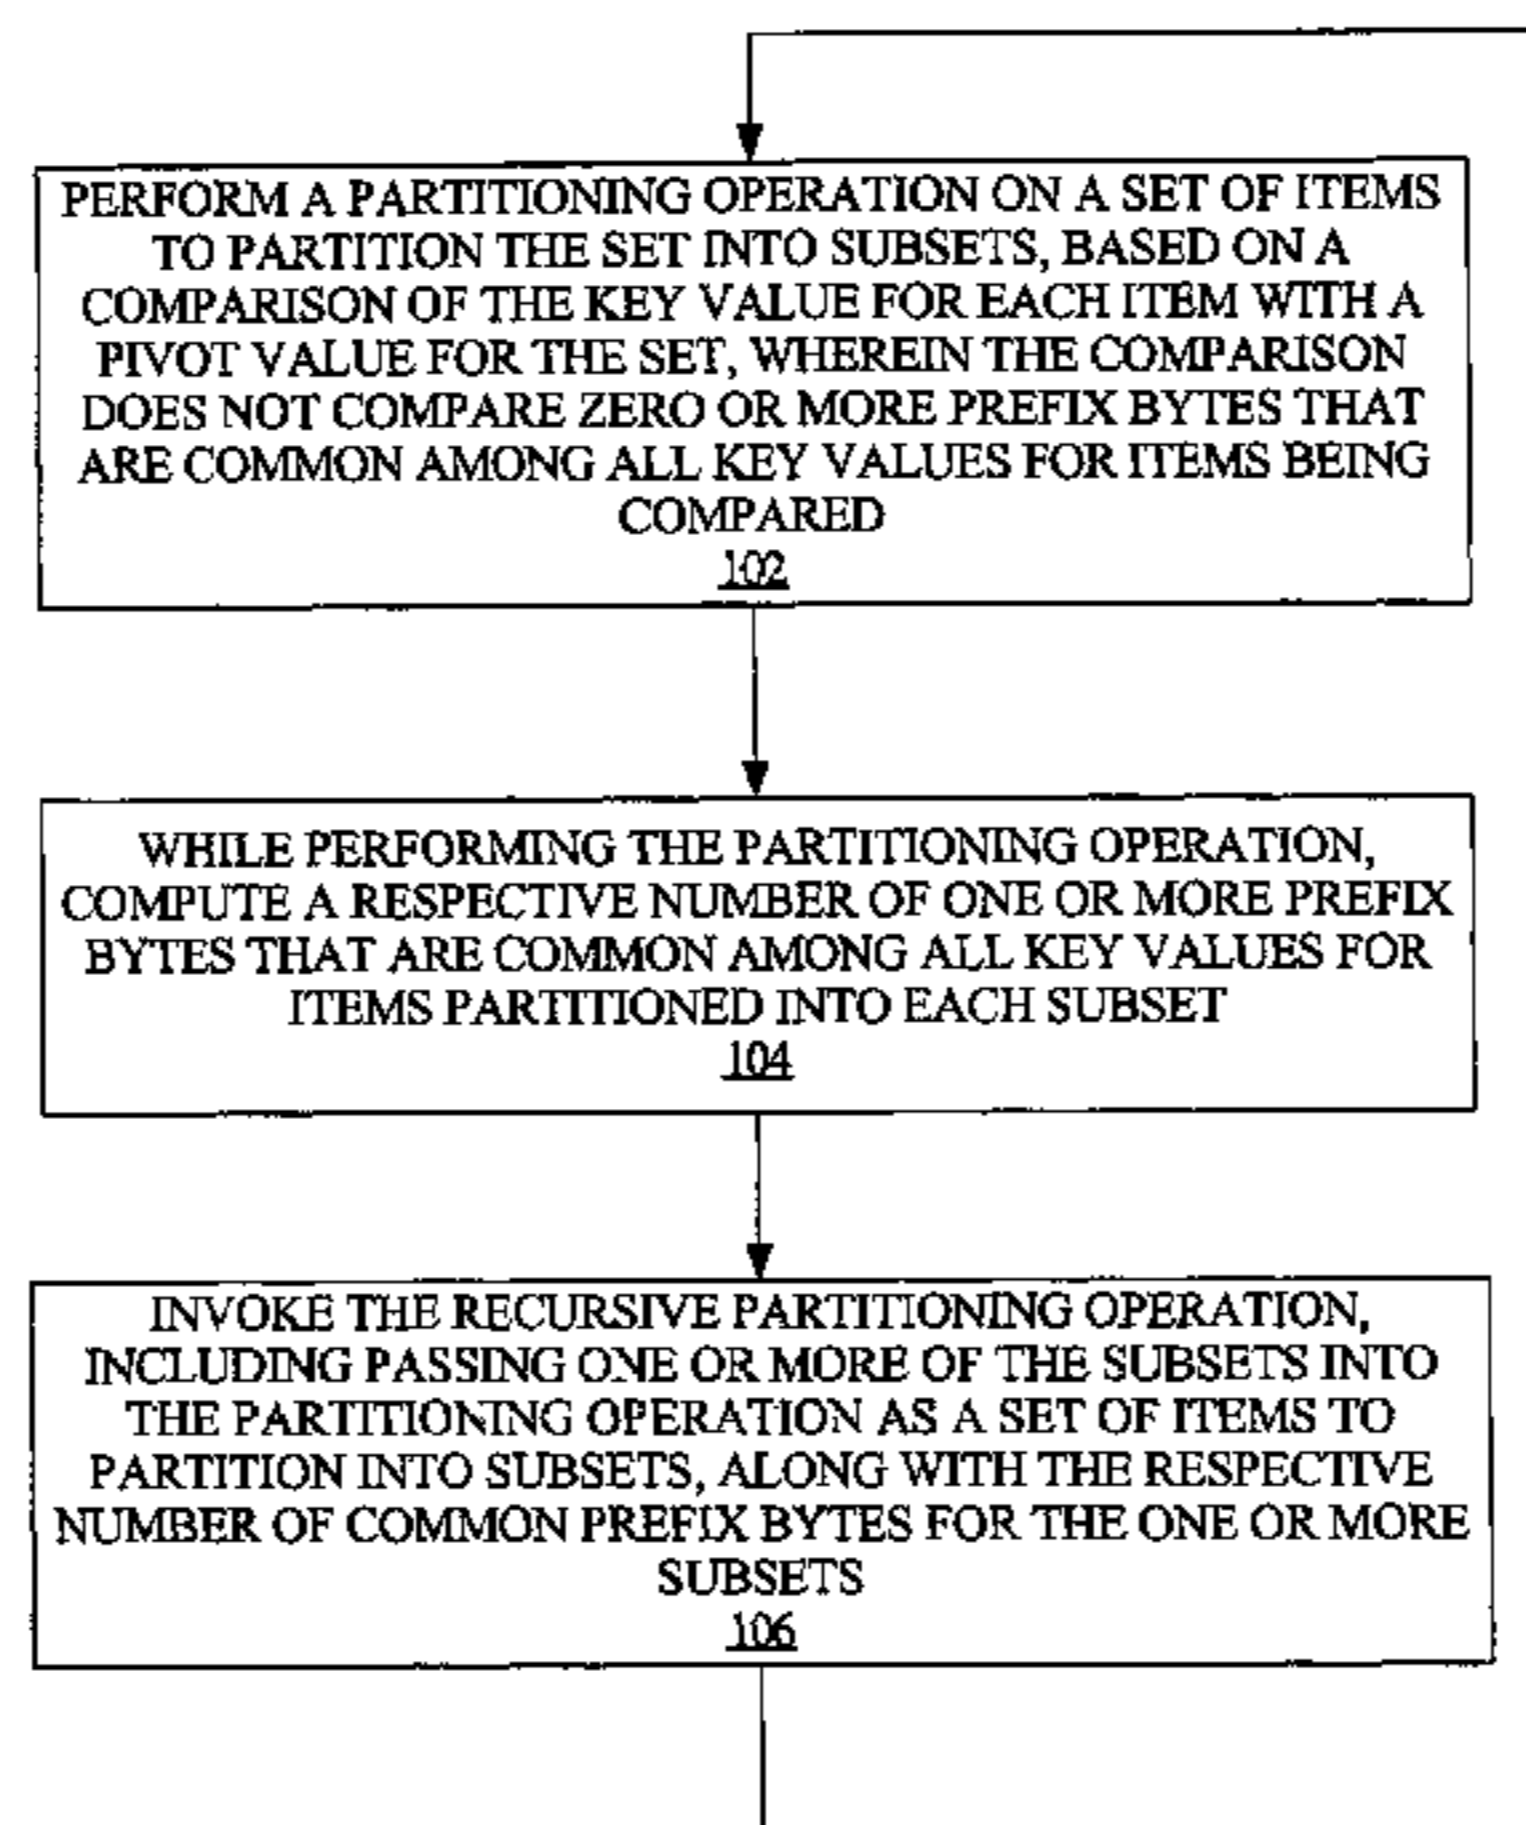 PERFORM A PARTITIONING OPERATION ON A SET OF ITEMS
TO PARTITION THE SET INTO SUBSETS, BASED ON A
COMPARISON OF THE KEY VALUE FOR EACH ITEM WITH A
PIVOT VALUE FOR THE SET, WHEREIN THE COMPARISON
DOES NOT COMPARE ZERO OR MORE PREFIX BYTES THAT
ARE COMMON AMONG ALL KEY VALUES FOR ITEMS BEING
COMPARED
102
WHILE PERFORMING THE PARTITIONING OPERATION,
COMPUTE A RESPECTIVE NUMBER OF ONE OR MORE PREFIX
BYTES THAT ARE COMMON AMONG ALL KEY VALUES FOR
ITEMS PARTITIONED INTO EACH SUBSET
104
INVOKE THE RECURSIVE PARTITIONING OPERATION,
INCLUDING PASSING ONE OR MORE OF THE SUBSETS INTO
THE PARTITIONING OPERATION AS A SET OF ITEMS TO
PARTITION INTO SUBSETS, ALONG WITH THE RESPECTIVE
NUMBER OF COMMON PREFIX BYTES FOR THE ONE OR MORE
SUBSETS
106